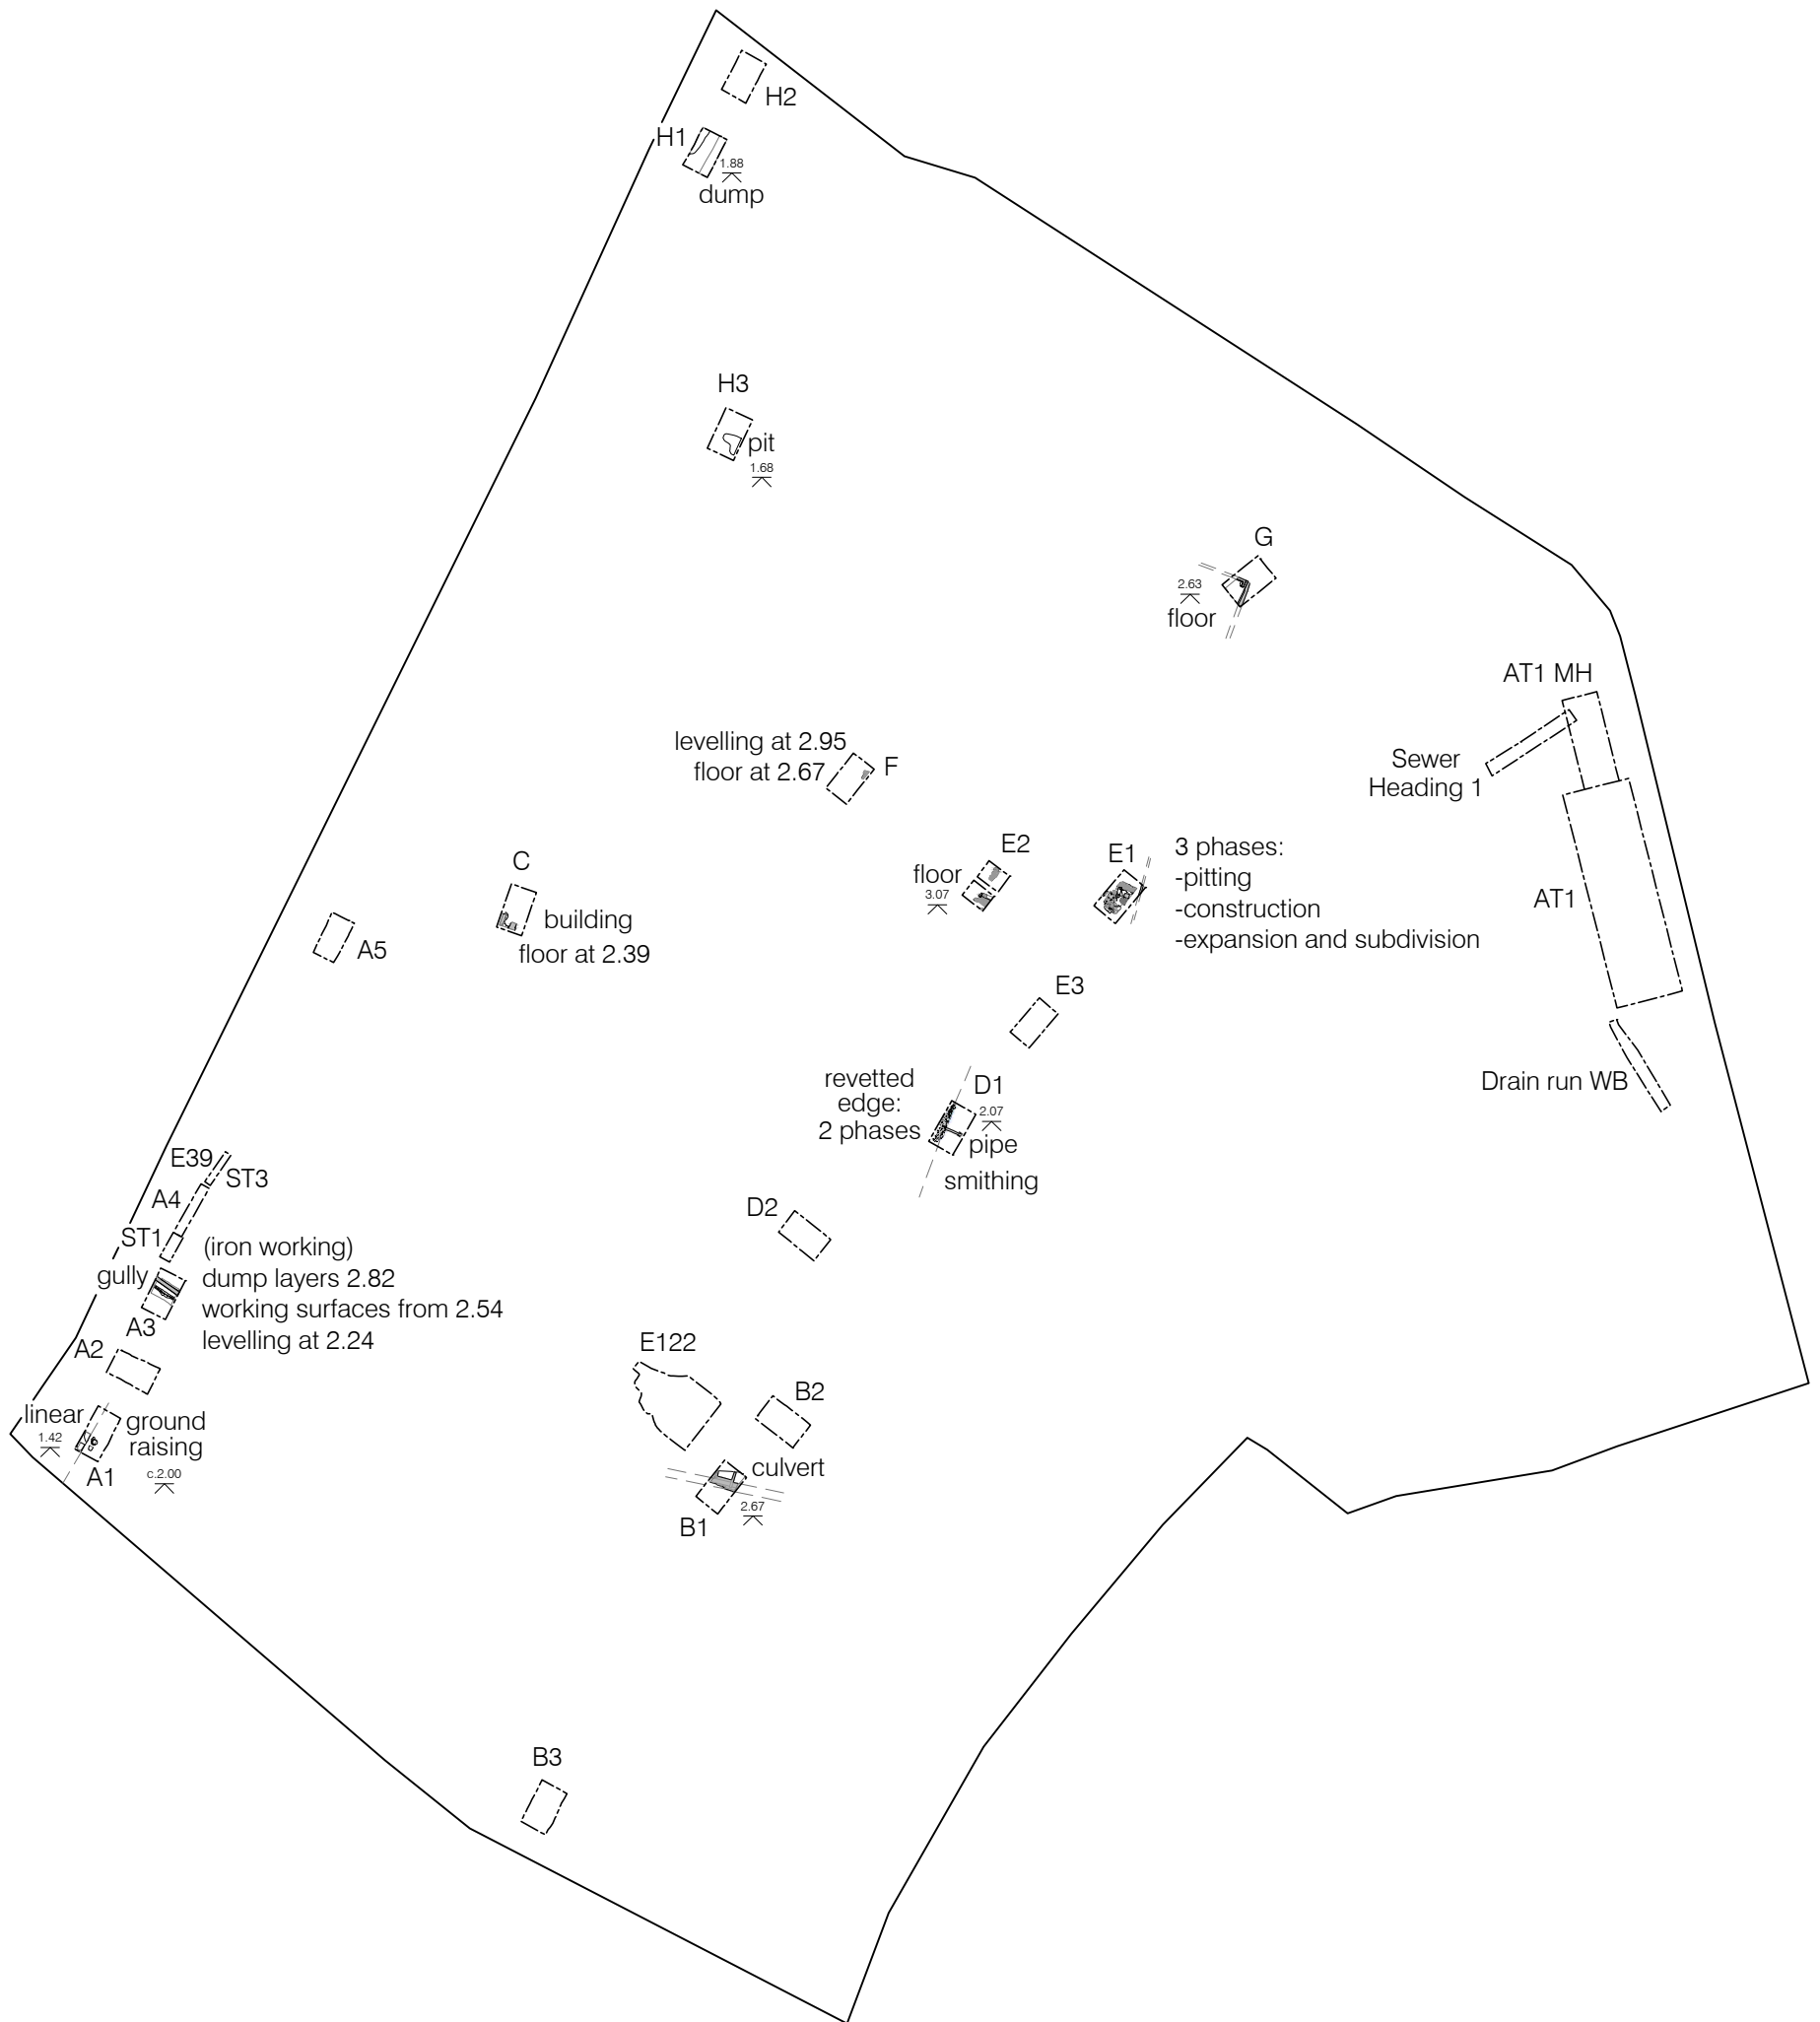 H2
H1
1.88
dump
H3
pit
1.68
G
2.63
floor
AT1 MH
Sewer
Heading 1
levelling at 2.95
floor at 2.67
F
E2
floor
3.07
E1
3 phases:
-pitting
-construction
-expansion and subdivision
AT1
C
building
floor at 2.39
A5
E3
revetted
edge:
2 phases
D1
2.07
pipe
smithing
Drain run WB
E39
ST3
A4
ST1
D2
(iron working)
gully
dump layers 2.82
working surfaces from 2.54
levelling at 2.24
A3
A2
E122
B2
linear
1.42
ground
raising
A1
c.2.00
culvert
2.67
B1
B3